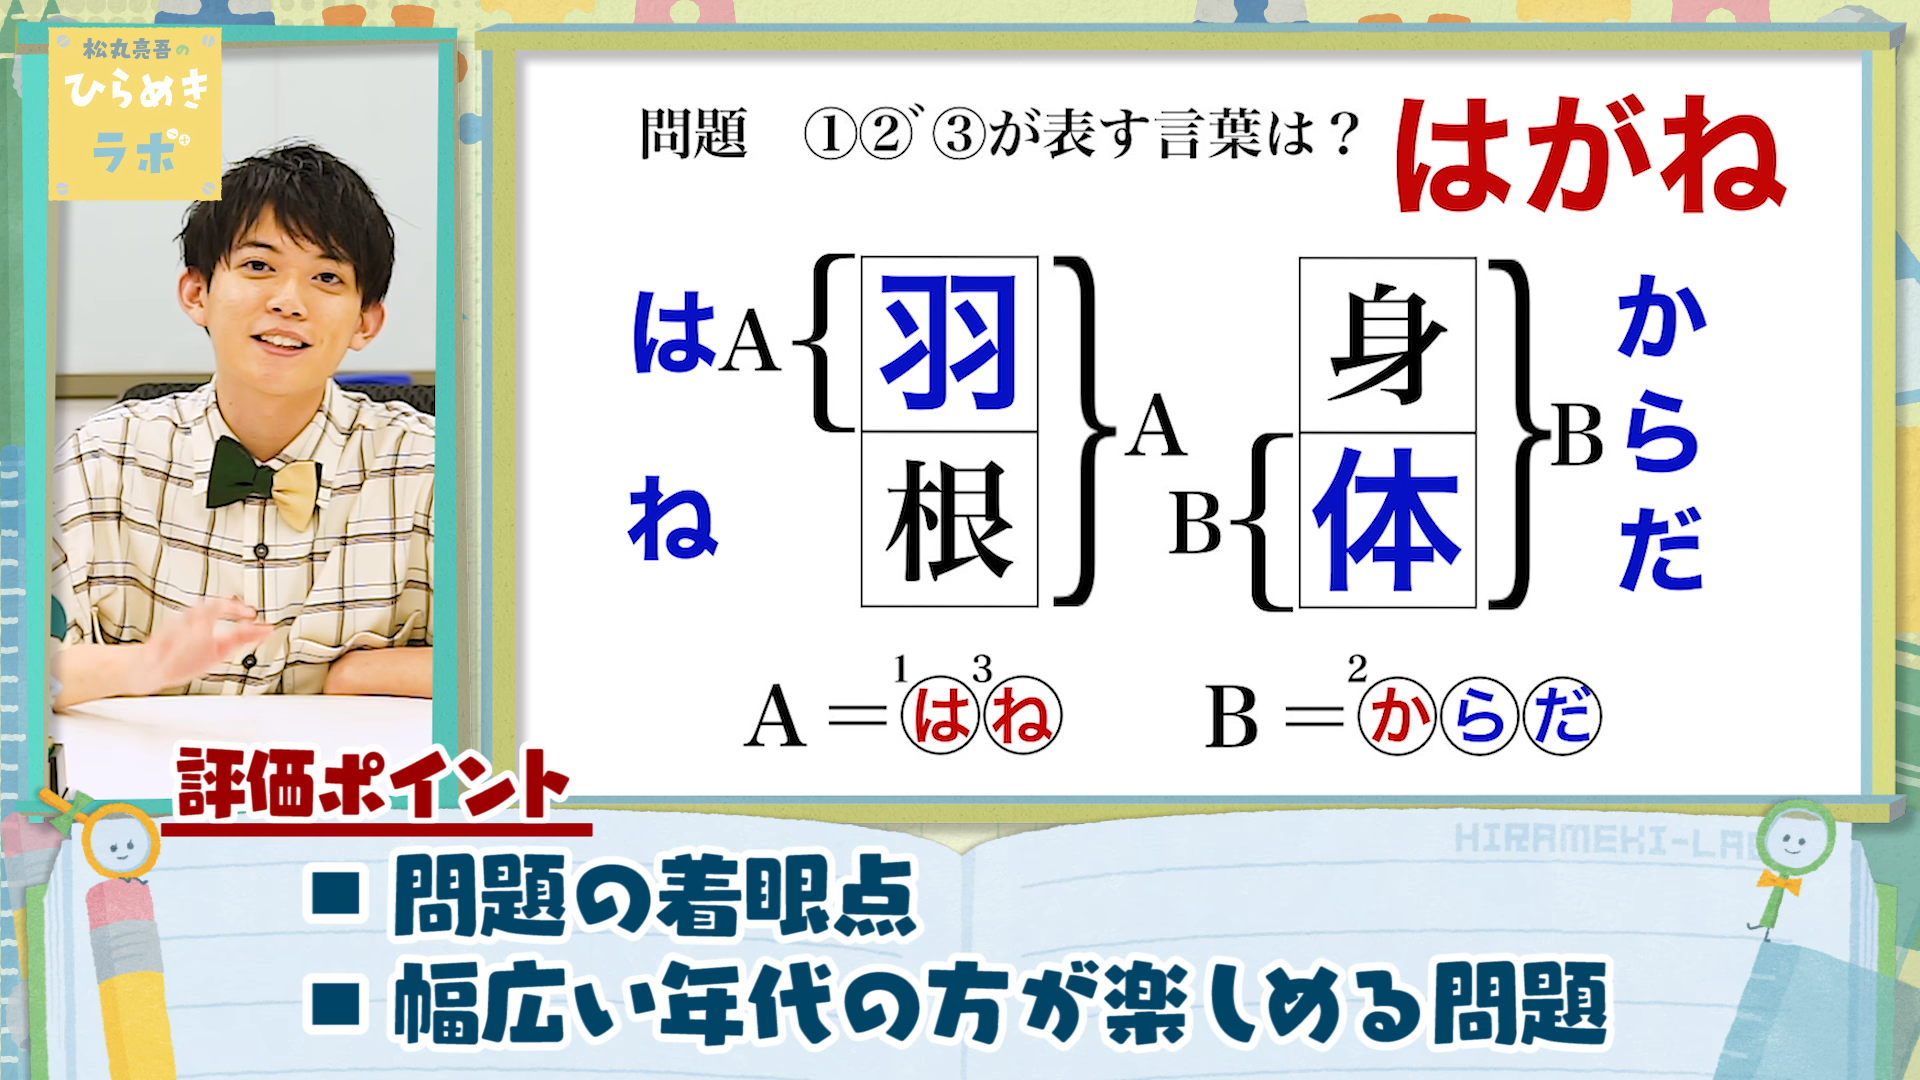 松丸亮吾の
ひらめき
ラボ
問題 ①②゛③が表す言葉は？
はがね
は
A
羽
A
ね
根
身
B
か
ら
だ
B
体
1 3
A＝はね
2
B＝からだ
評価ポイント
HIRAMEKI-LA
■ 問題の着眼点
■ 幅広い年代の方が楽しめる問題